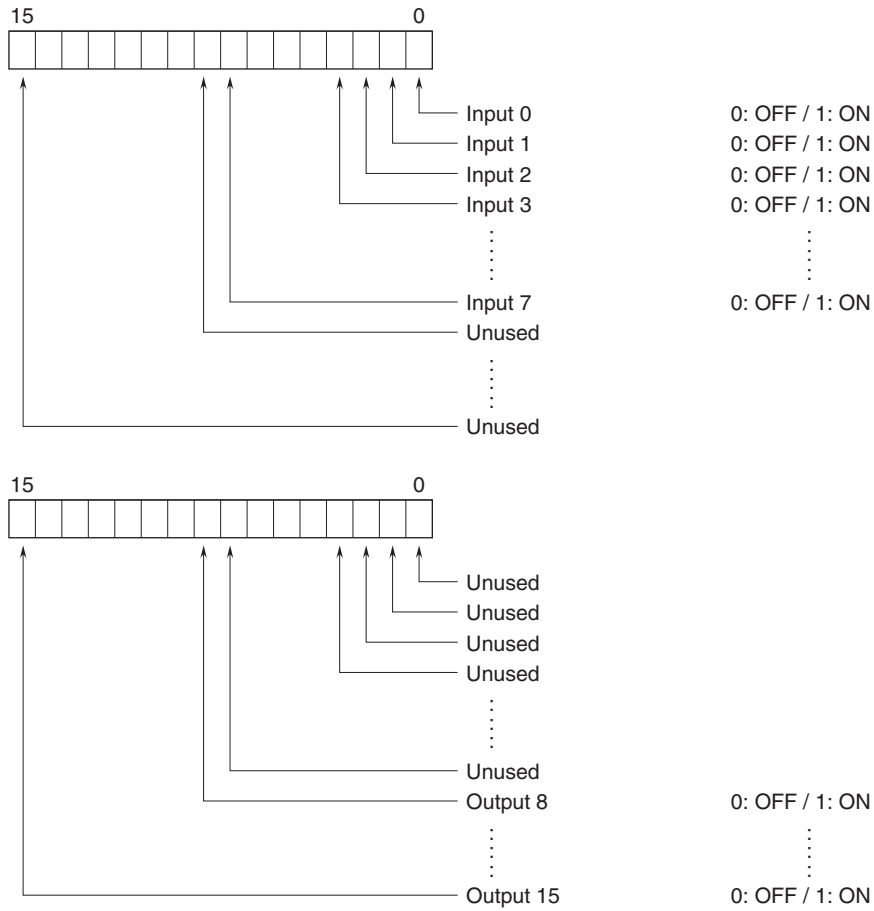 15 0
Input 0 0: OFF / 1: ON
Input 1 0: OFF / 1: ON
Input 2 0: OFF / 1: ON
Input 3 0: OFF / 1: ON
Input 7 0: OFF / 1: ON
Unused
Unused
15 0
Unused
Unused
Unused
Unused
Unused
Output 8 0: OFF / 1: ON
Output 15 0: OFF / 1: ON